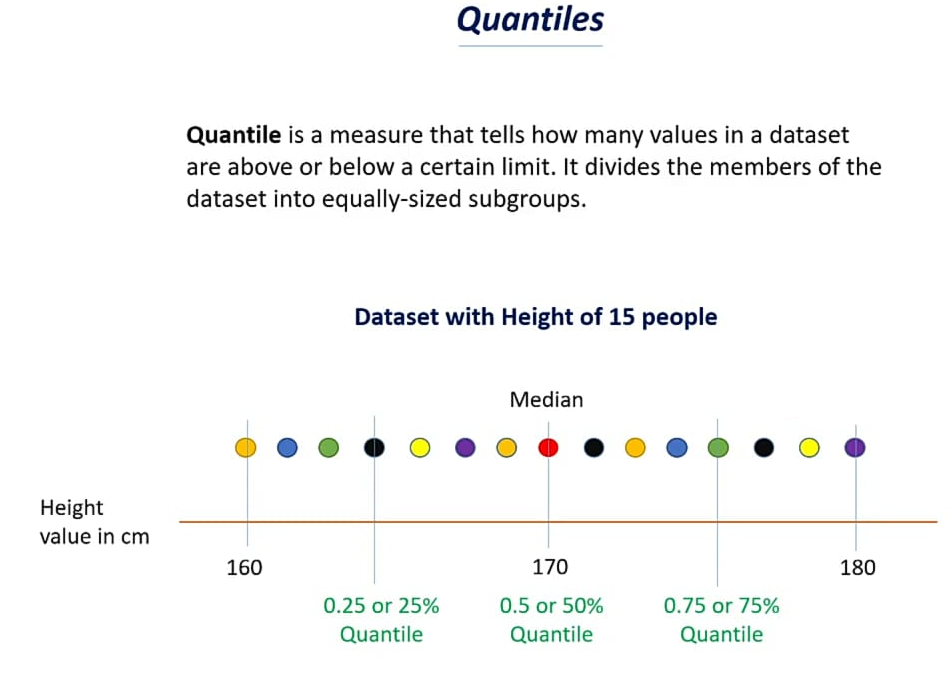 Quantiles
Quantile is a measure that tells how many values in a dataset
are above or below a certain limit. It divides the members of the
dataset into equally-sized subgroups.
Dataset with Height of 15 people
Median
Height
value in cm
160
170
180
0.25 or 25%
Quantile
0.5 or 50%
Quantile
0.75 or 75%
Quantile